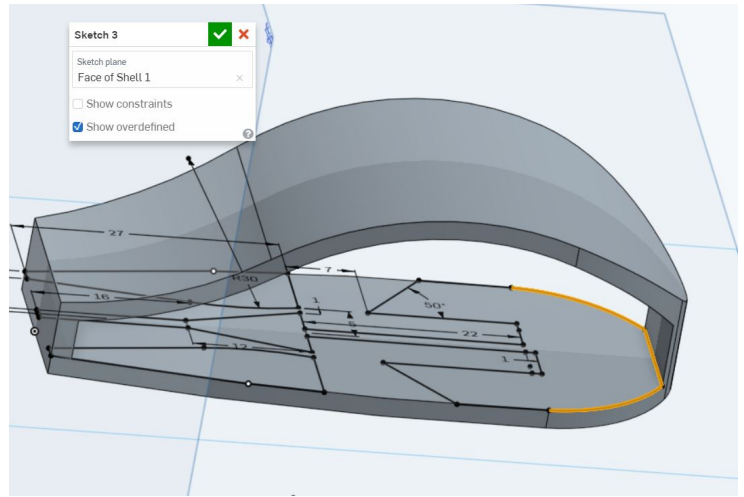 Sketch 3
Sketch plane
Face of Shell 1
Show constraints
Show overdefined
27
7
R30
50°
16
1
5
22
12
1